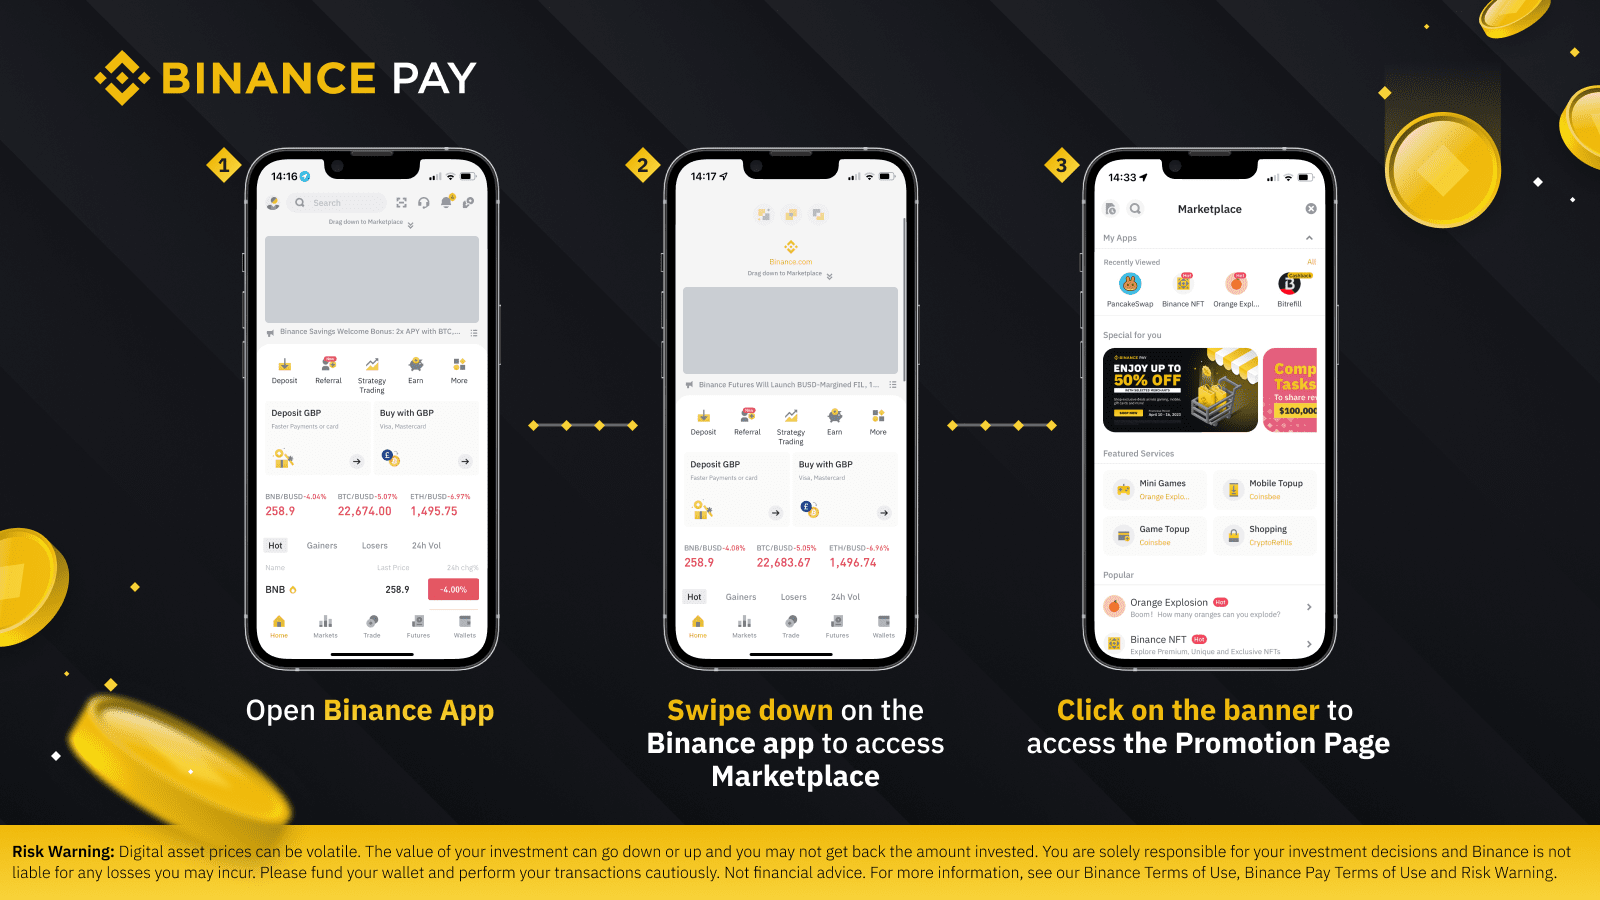 BINANCE PAY
1
14:16
Search
Drag down to Marketplace
Binance Savings Welcome Bonus: 2x APY with BTC,...
Deposit Referral Strategy Trading Earn More
Deposit GBP Buy with GBP
Faster Payments or card Visa, Mastercard
BNB/BUSD-4.04% BTC/BUSD-5.07% ETH/BUSD-6.97%
258.9 22,674.00 1,495.75
Hot Gainers Losers 24h Vol
Name Last Price 24h chg%
BNB 258.9 -4.00%
Home Markets Trade Futures Wallets
Open Binance App
2
14:17
Binance.com
Drag down to Marketplace
Binance Futures Will Launch BUSD-Margined FIL, 1...
Deposit Referral Strategy Trading Earn More
Deposit GBP Buy with GBP
Faster Payments or card Visa, Mastercard
BNB/BUSD-4.08% BTC/BUSD-5.05% ETH/BUSD-6.96%
258.9 22,683.67 1,496.74
Hot Gainers Losers 24h Vol
Home Markets Trade Futures Wallets
Swipe down on the
Binance app to access
Marketplace
3
14:33
Marketplace
My Apps
Recently Viewed All
Hot Hot Cashback
PancakeSwap Binance NFT Orange Expl... Bitrefill
Special for you
BINANCE PAY
ENJOY UP TO
50% OFF
WITH SELECTED MERCHANTS
SHOP NOW
April 10 - 16, 2023
Comp
Tasks
To share re
$100,000
Featured Services
Mini Games Mobile Topup
Orange Explo... Coinsbee
Game Topup Shopping
Coinsbee CryptoRefills
Popular
Orange Explosion Hot
Boom! How many oranges can you explode?
Binance NFT Hot
Explore Premium, Unique and Exclusive NFTs
Click on the banner to
access the Promotion Page
Risk Warning: Digital asset prices can be volatile. The value of your investment can go down or up and you may not get back the amount invested. You are solely responsible for your investment decisions and Binance is not
liable for any losses you may incur. Please fund your wallet and perform your transactions cautiously. Not financial advice. For more information, see our Binance Terms of Use, Binance Pay Terms of Use and Risk Warning.